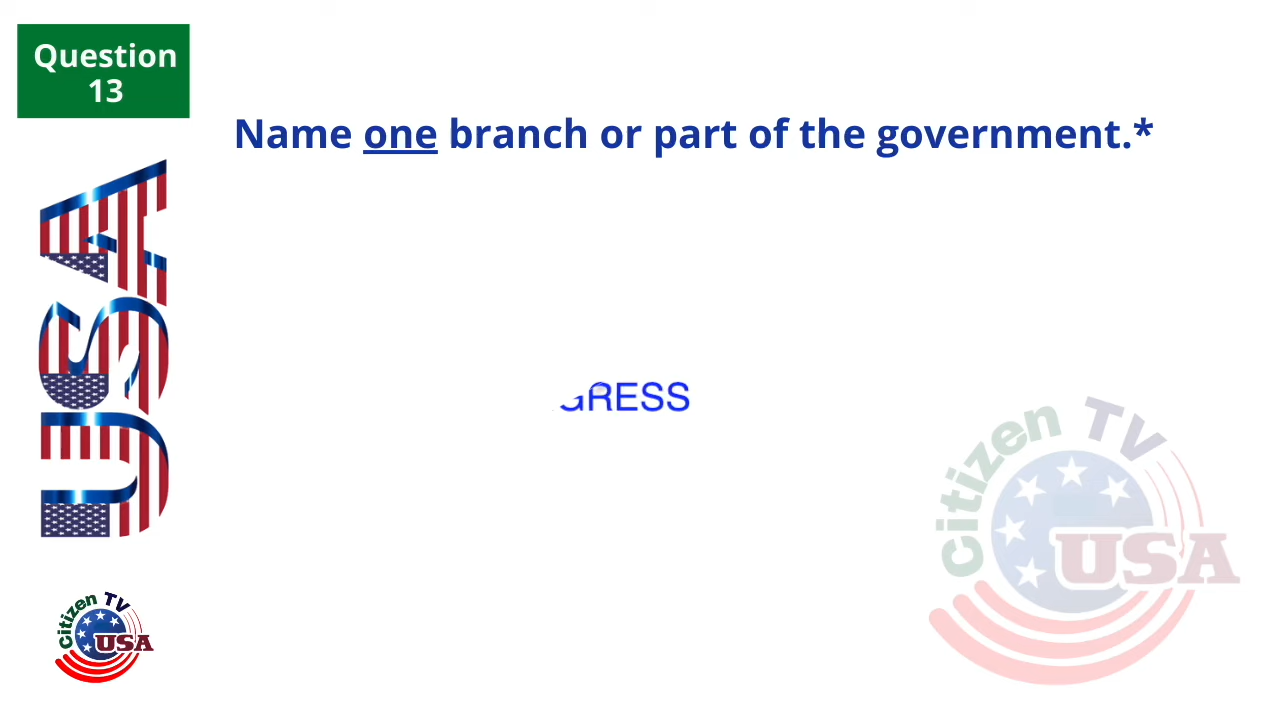 Question
13
Name one branch or part of the government.*
USA
GRESS
Citizen TV
USA
Citizen TV
USA